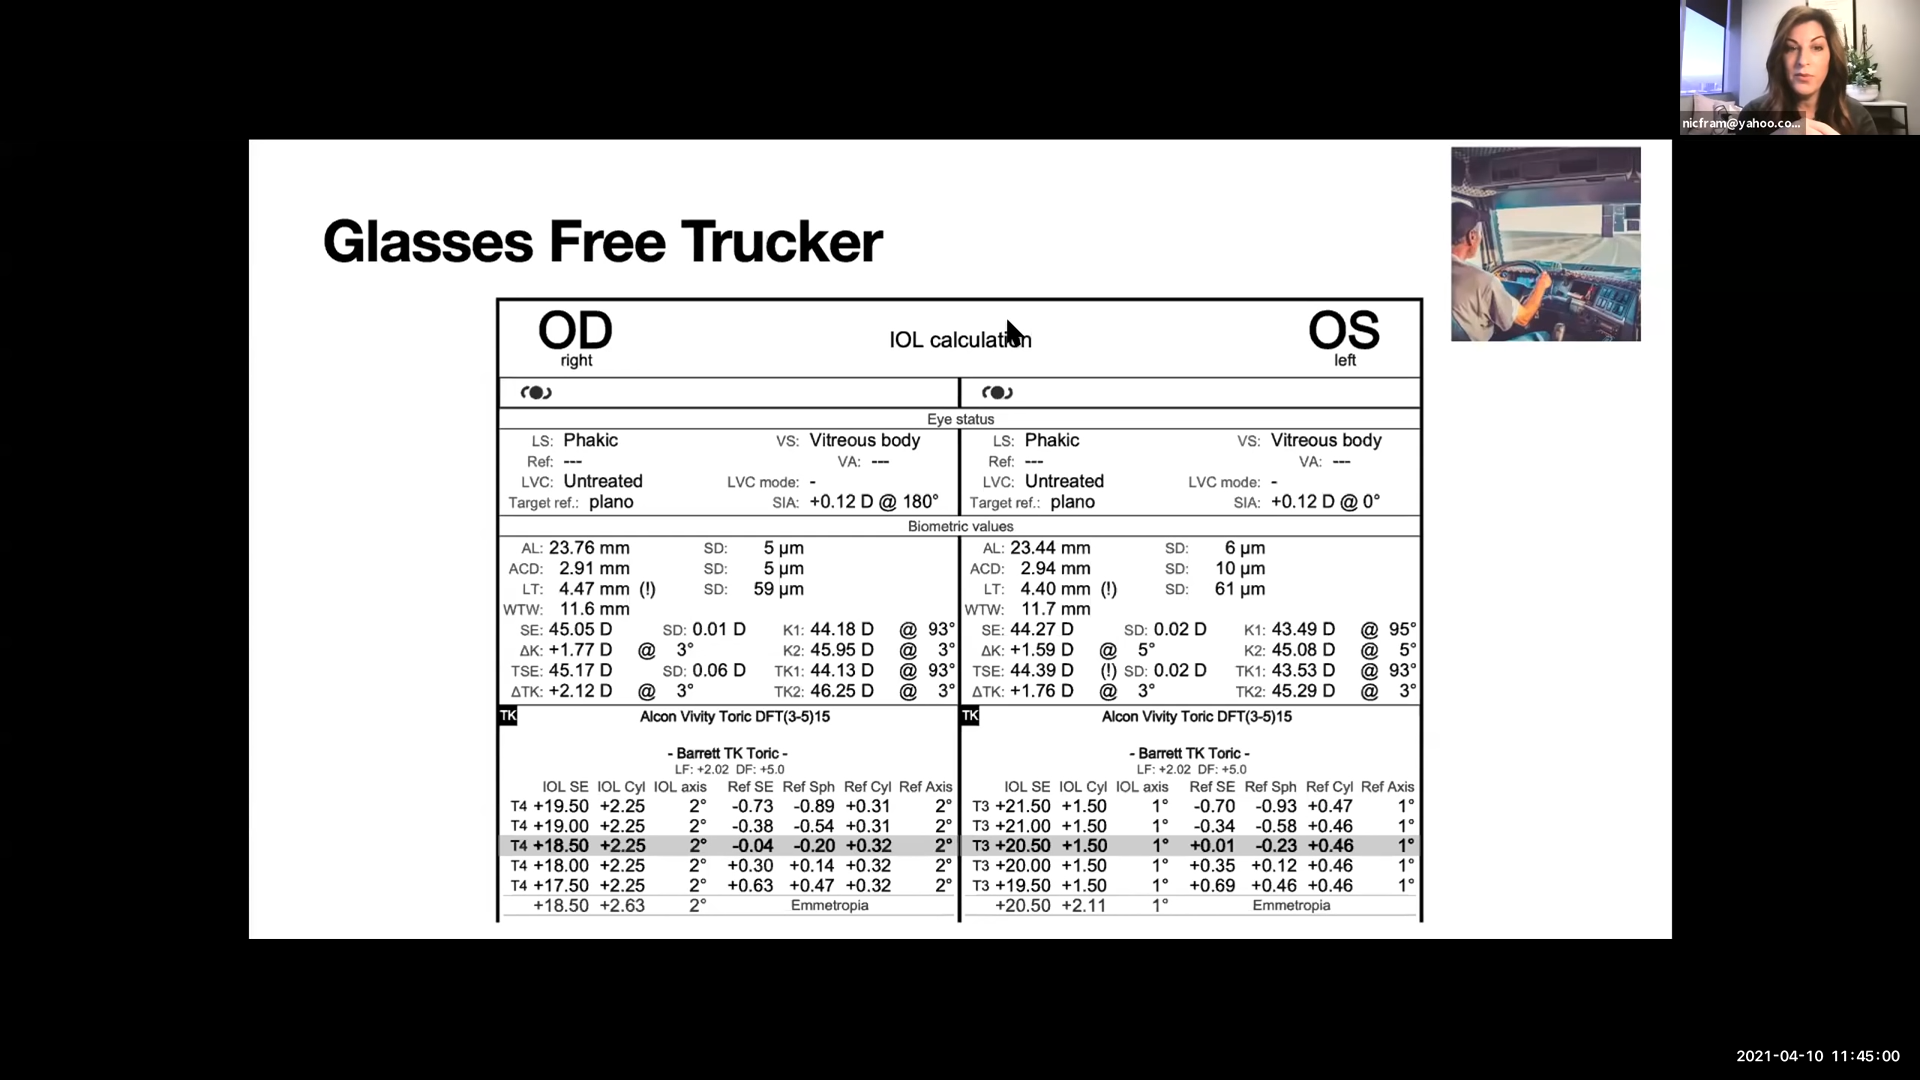 nicfram@yahoo.co...
Glasses Free Trucker
OD
right
IOL calculation
OS
left
Eye status
LS: Phakic VS: Vitreous body LS: Phakic VS: Vitreous body
Ref: --- VA: --- Ref: --- VA: ---
LVC: Untreated LVC mode: - LVC: Untreated LVC mode: -
Target ref.: plano SIA: +0.12 D @ 180° Target ref.: plano SIA: +0.12 D @ 0°
Biometric values
AL: 23.76 mm SD: 5 µm AL: 23.44 mm SD: 6 µm
ACD: 2.91 mm SD: 5 µm ACD: 2.94 mm SD: 10 µm
LT: 4.47 mm (!) SD: 59 µm LT: 4.40 mm (!) SD: 61 µm
WTW: 11.6 mm WTW: 11.7 mm
SE: 45.05 D SD: 0.01 D K1: 44.18 D @ 93° SE: 44.27 D SD: 0.02 D K1: 43.49 D @ 95°
ΔK: +1.77 D @ 3° K2: 45.95 D @ 3° ΔK: +1.59 D @ 5° K2: 45.08 D @ 5°
TSE: 45.17 D SD: 0.06 D TK1: 44.13 D @ 93° TSE: 44.39 D (!) SD: 0.02 D TK1: 43.53 D @ 93°
ΔTK: +2.12 D @ 3° TK2: 46.25 D @ 3° ΔTK: +1.76 D @ 3° TK2: 45.29 D @ 3°
TK Alcon Vivity Toric DFT(3-5)15 TK Alcon Vivity Toric DFT(3-5)15
- Barrett TK Toric - - Barrett TK Toric -
LF: +2.02 DF: +5.0 LF: +2.02 DF: +5.0
IOL SE IOL Cyl IOL axis Ref SE Ref Sph Ref Cyl Ref Axis IOL SE IOL Cyl IOL axis Ref SE Ref Sph Ref Cyl Ref Axis
T4 +19.50 +2.25 2° -0.73 -0.89 +0.31 2° T3 +21.50 +1.50 1° -0.70 -0.93 +0.47 1°
T4 +19.00 +2.25 2° -0.38 -0.54 +0.31 2° T3 +21.00 +1.50 1° -0.34 -0.58 +0.46 1°
T4 +18.50 +2.25 2° -0.04 -0.20 +0.32 2° T3 +20.50 +1.50 1° +0.01 -0.23 +0.46 1°
T4 +18.00 +2.25 2° +0.30 +0.14 +0.32 2° T3 +20.00 +1.50 1° +0.35 +0.12 +0.46 1°
T4 +17.50 +2.25 2° +0.63 +0.47 +0.32 2° T3 +19.50 +1.50 1° +0.69 +0.46 +0.46 1°
+18.50 +2.63 2° Emmetropia +20.50 +2.11 1° Emmetropia
2021-04-10 11:45:00